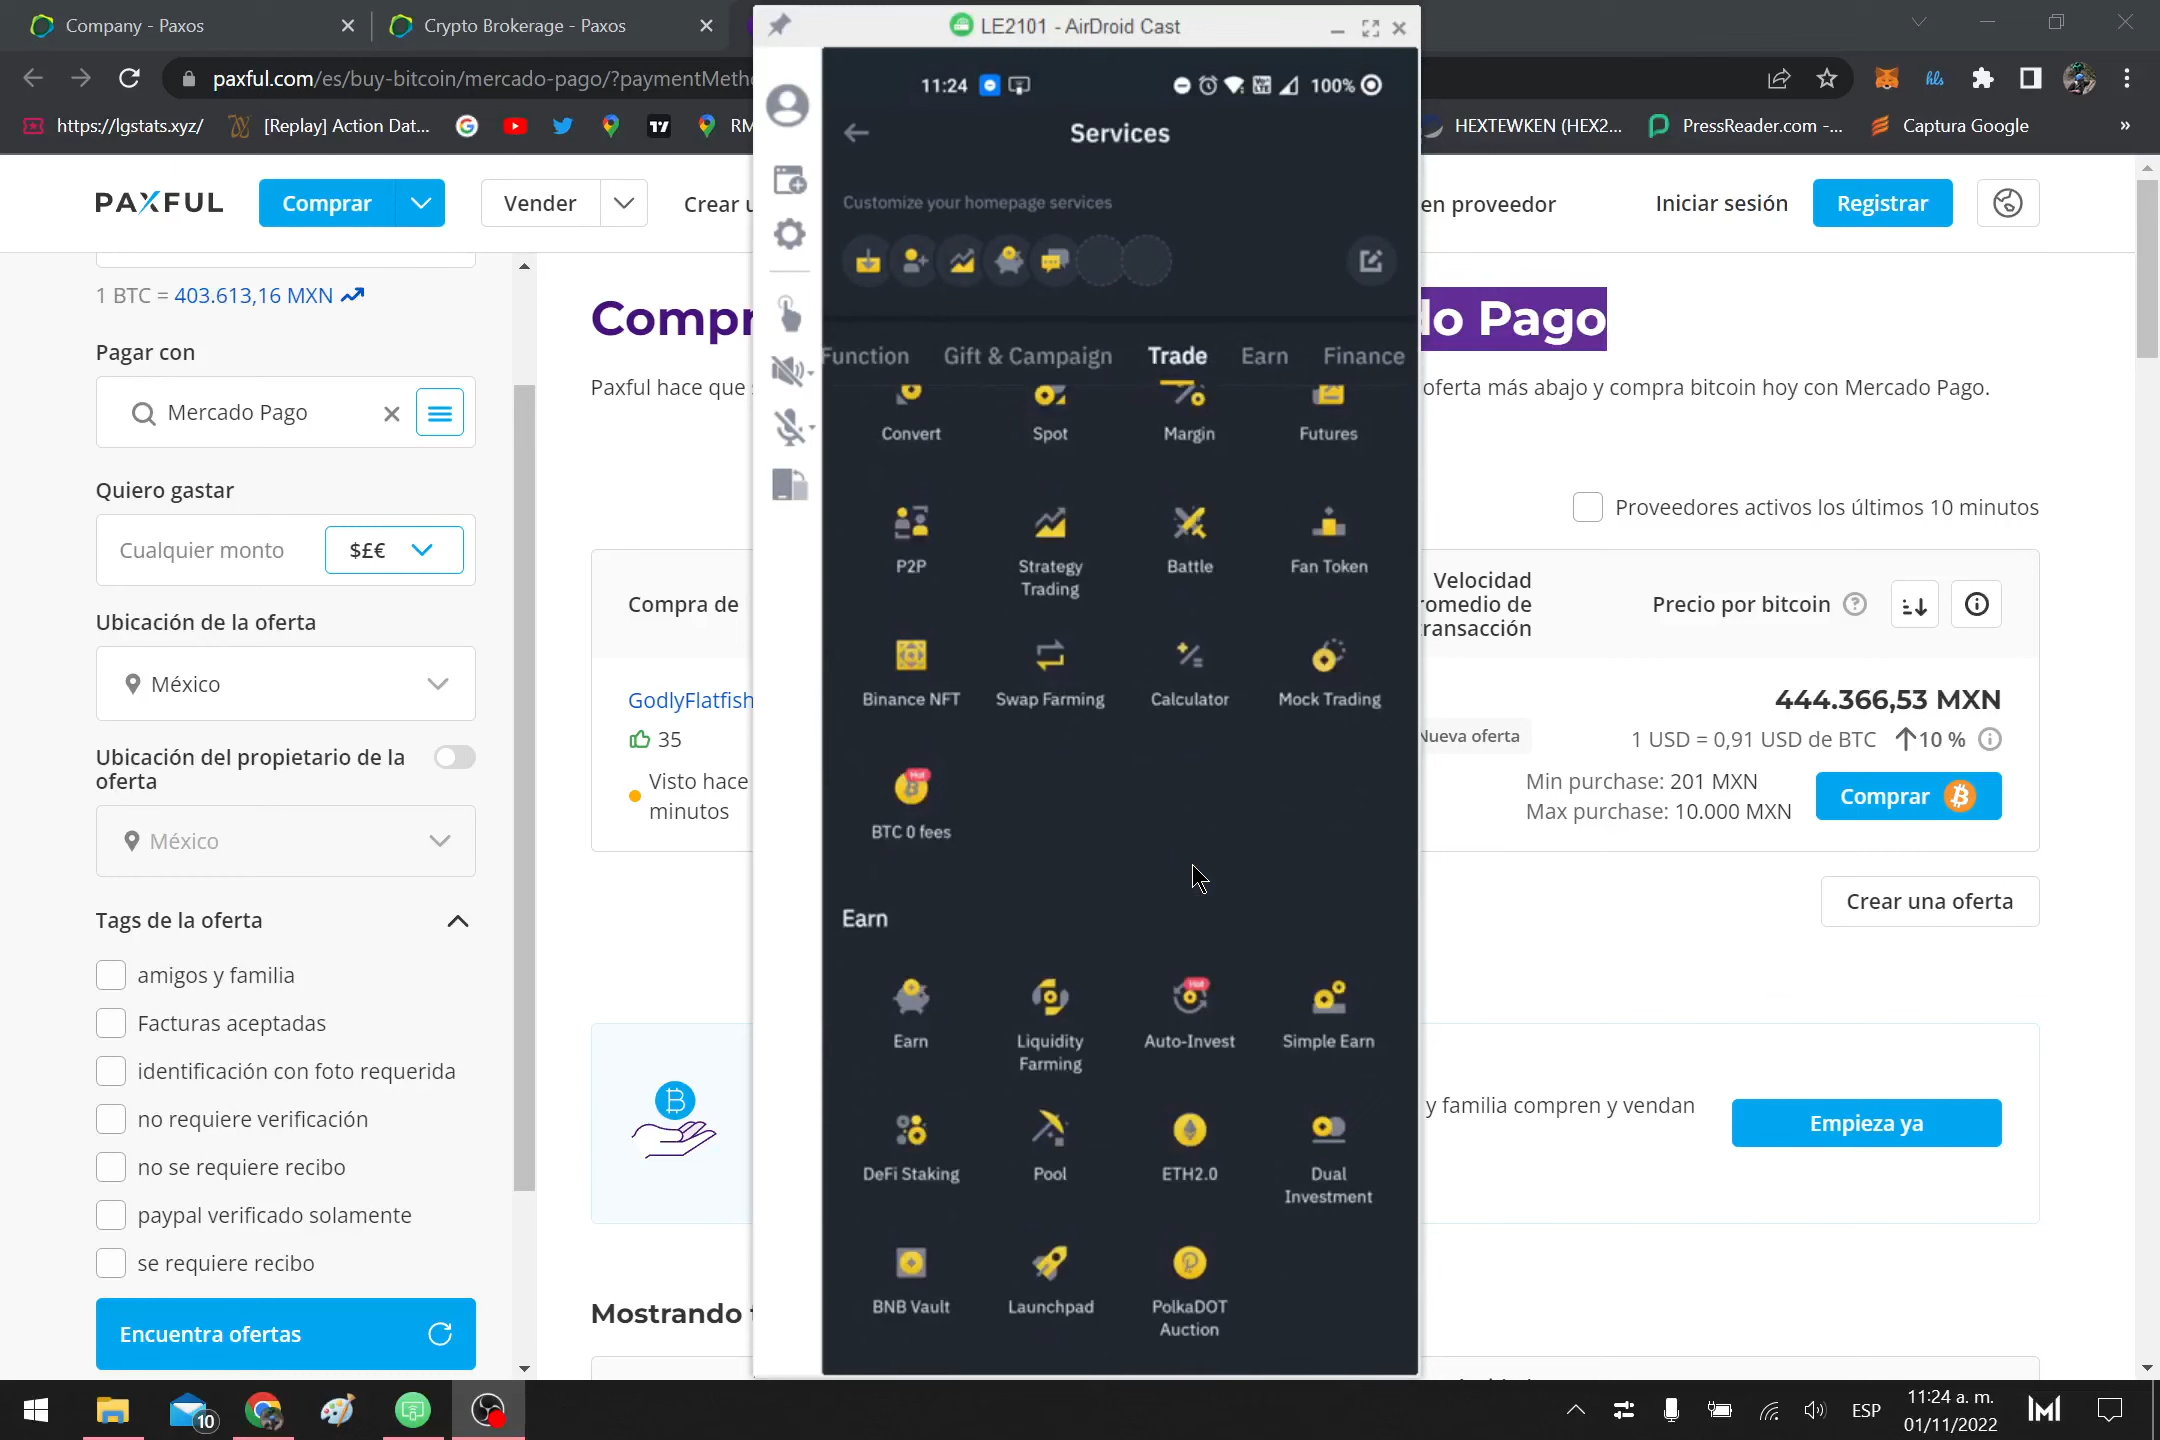 Company - Paxos
Crypto Brokerage - Paxos
LE2101 - AirDroid Cast
paxful.com/es/buy-bitcoin/mercado-pago/?paymentMeth
https://lgstats.xyz/
[Replay] Action Dat...
RM
HEXTEWKEN (HEX2...
PressReader.com -...
Captura Google
»
PAXFUL
Comprar
Vender
Crear
en proveedor
Iniciar sesión
Registrar
1 BTC = 403.613,16 MXN
Pagar con
Mercado Pago
Quiero gastar
Cualquier monto
$£€
Ubicación de la oferta
México
Ubicación del propietario de la
oferta
México
Tags de la oferta
amigos y familia
Facturas aceptadas
identificación con foto requerida
no requiere verificación
no se requiere recibo
paypal verificado solamente
se requiere recibo
Encuentra ofertas
Compr
do Pago
Paxful hace que
oferta más abajo y compra bitcoin hoy con Mercado Pago.
Proveedores activos los últimos 10 minutos
Compra de
Velocidad
romedio de
transacción
Precio por bitcoin
GodlyFlatfish
35
Visto hace
minutos
Nueva oferta
444.366,53 MXN
1 USD = 0,91 USD de BTC
10 %
Min purchase: 201 MXN
Max purchase: 10.000 MXN
Comprar
Crear una oferta
y familia compren y vendan
Empieza ya
Mostrando
11:24
100%
Services
Customize your homepage services
Function
Gift & Campaign
Trade
Earn
Finance
Convert
Spot
Margin
Futures
P2P
Strategy
Trading
Battle
Fan Token
Binance NFT
Swap Farming
Calculator
Mock Trading
Hot
BTC 0 fees
Earn
Earn
Liquidity
Farming
Hot
Auto-Invest
Simple Earn
DeFi Staking
Pool
ETH2.0
Dual
Investment
BNB Vault
Launchpad
PolkaDOT
Auction
10
ESP
11:24 a. m.
01/11/2022